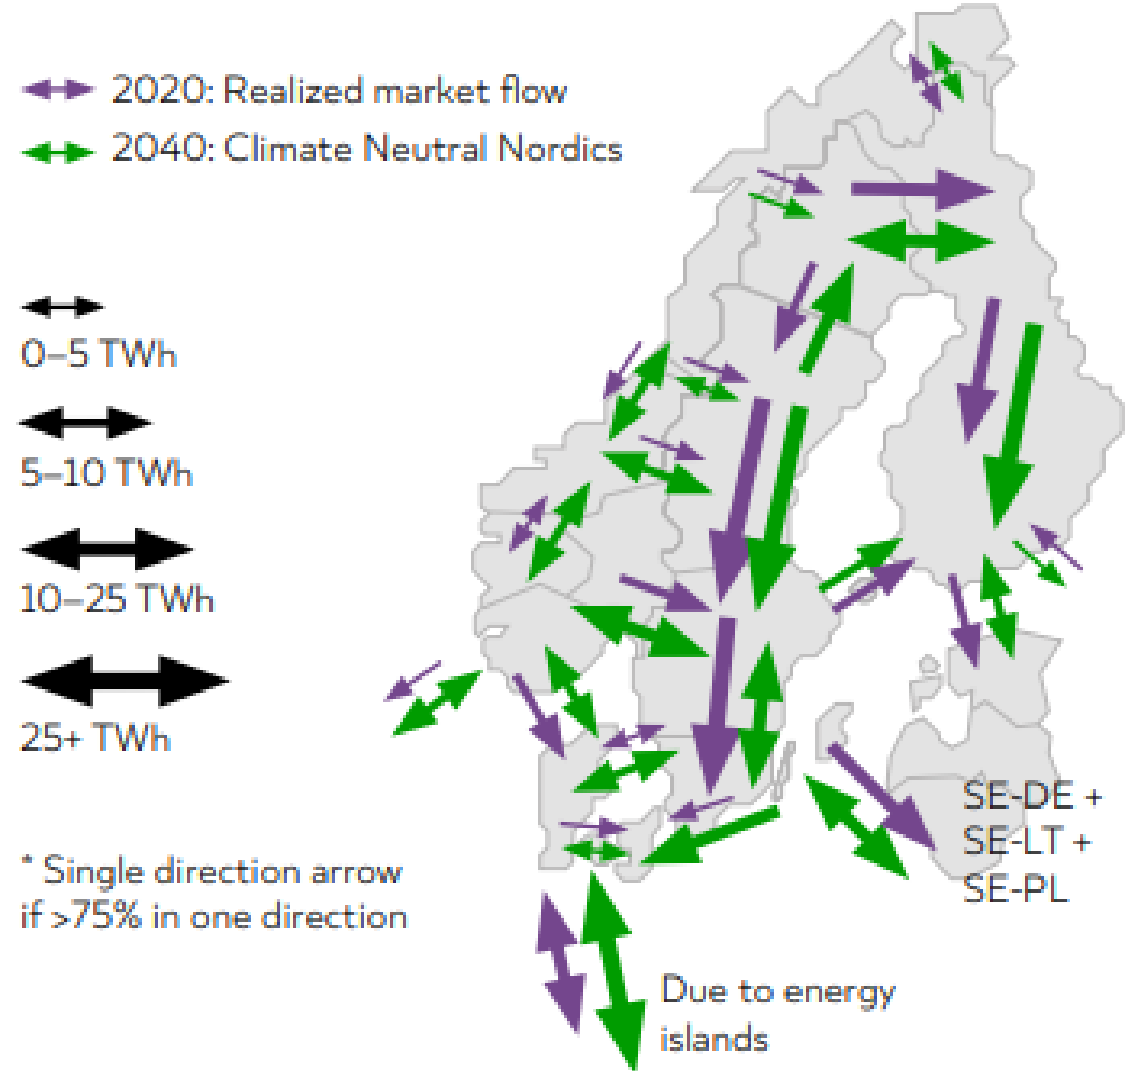 2020: Realized market flow
2040: Climate Neutral Nordics
0–5 TWh
5–10 TWh
10–25 TWh
25+ TWh
* Single direction arrow
if >75% in one direction
SE-DE +
SE-LT +
SE-PL
Due to energy
islands